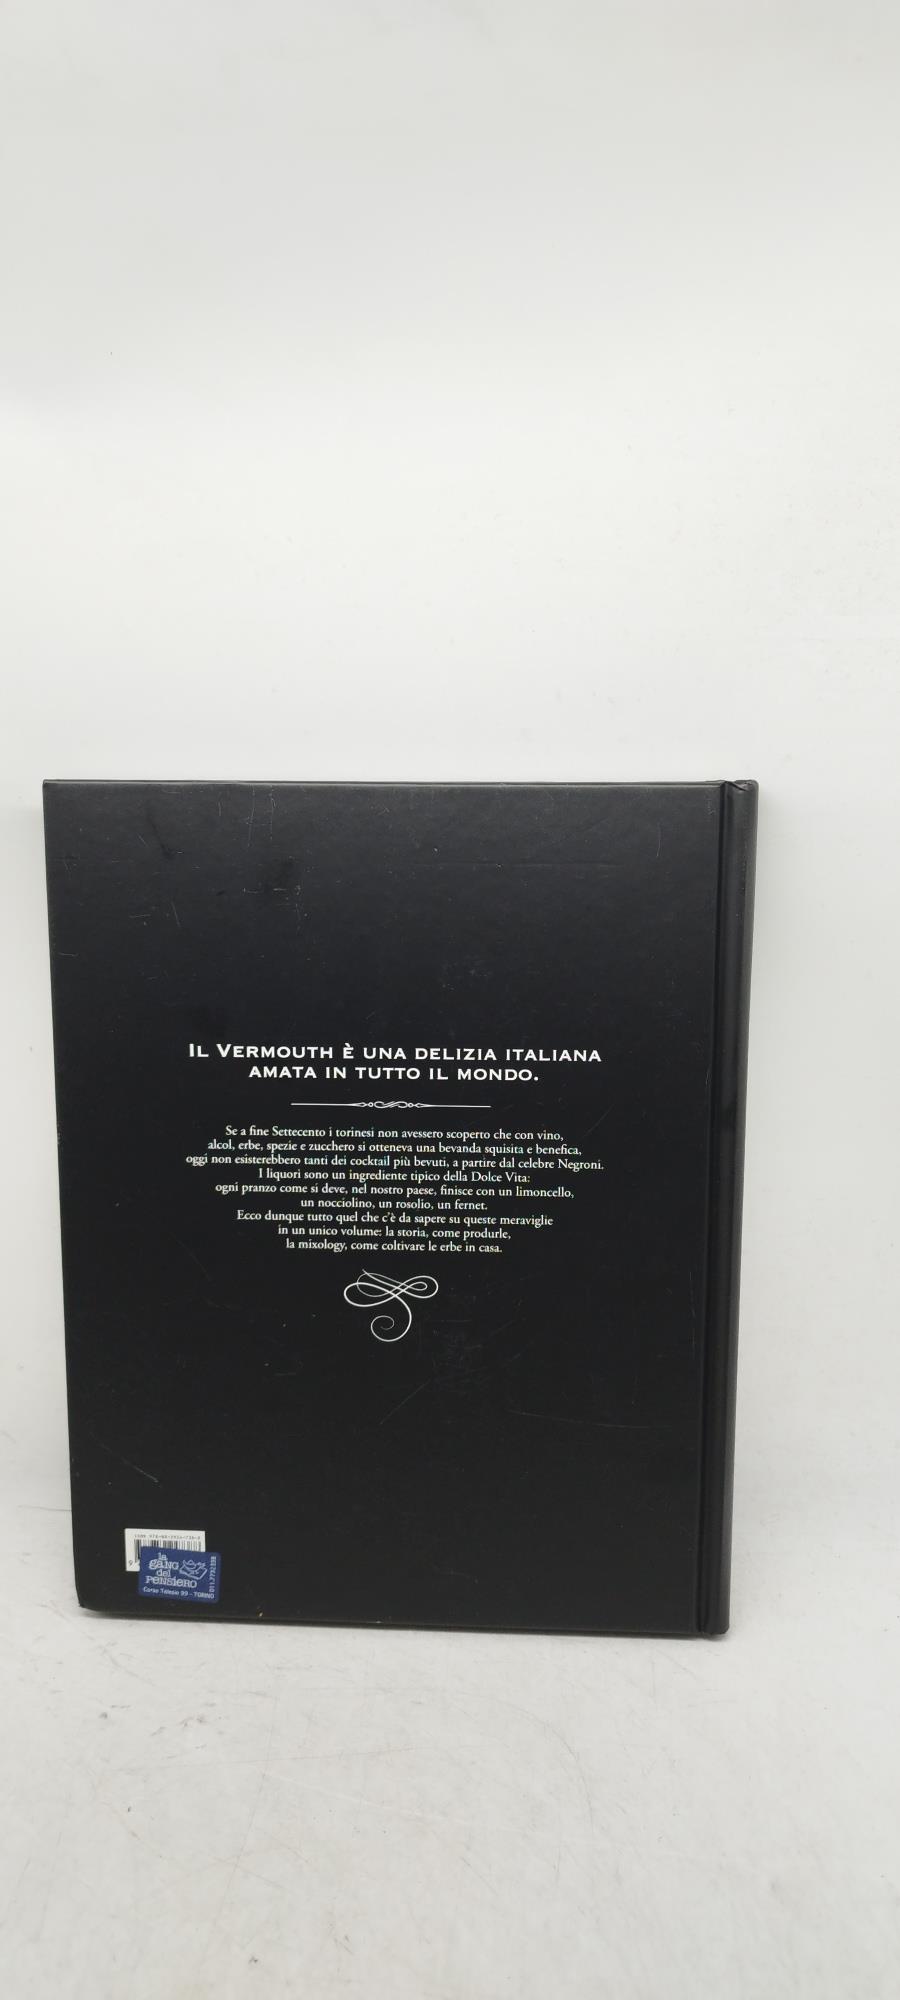 IL VERMOUTH È UNA DELIZIA ITALIANA
AMATA IN TUTTO IL MONDO.
Se a fine Settecento i torinesi non avessero scoperto che con vino,
alcol, erbe, spezie e zucchero si otteneva una bevanda squisita e benefica,
oggi non esisterebbero tanti dei cocktail più bevuti, a partire dal celebre Negroni.
I liquori sono un ingrediente tipico della Dolce Vita:
ogni pranzo come si deve, nel nostro paese, finisce con un limoncello,
un nocciolino, un rosolio, un fernet.
Ecco dunque tutto quel che c'è da sapere su queste meraviglie
in un unico volume: la storia, come produrle,
la mixology, come coltivare le erbe in casa.
ISBN
9
la
gang
del
pensiero
Corso Telesio 99 - TORINO